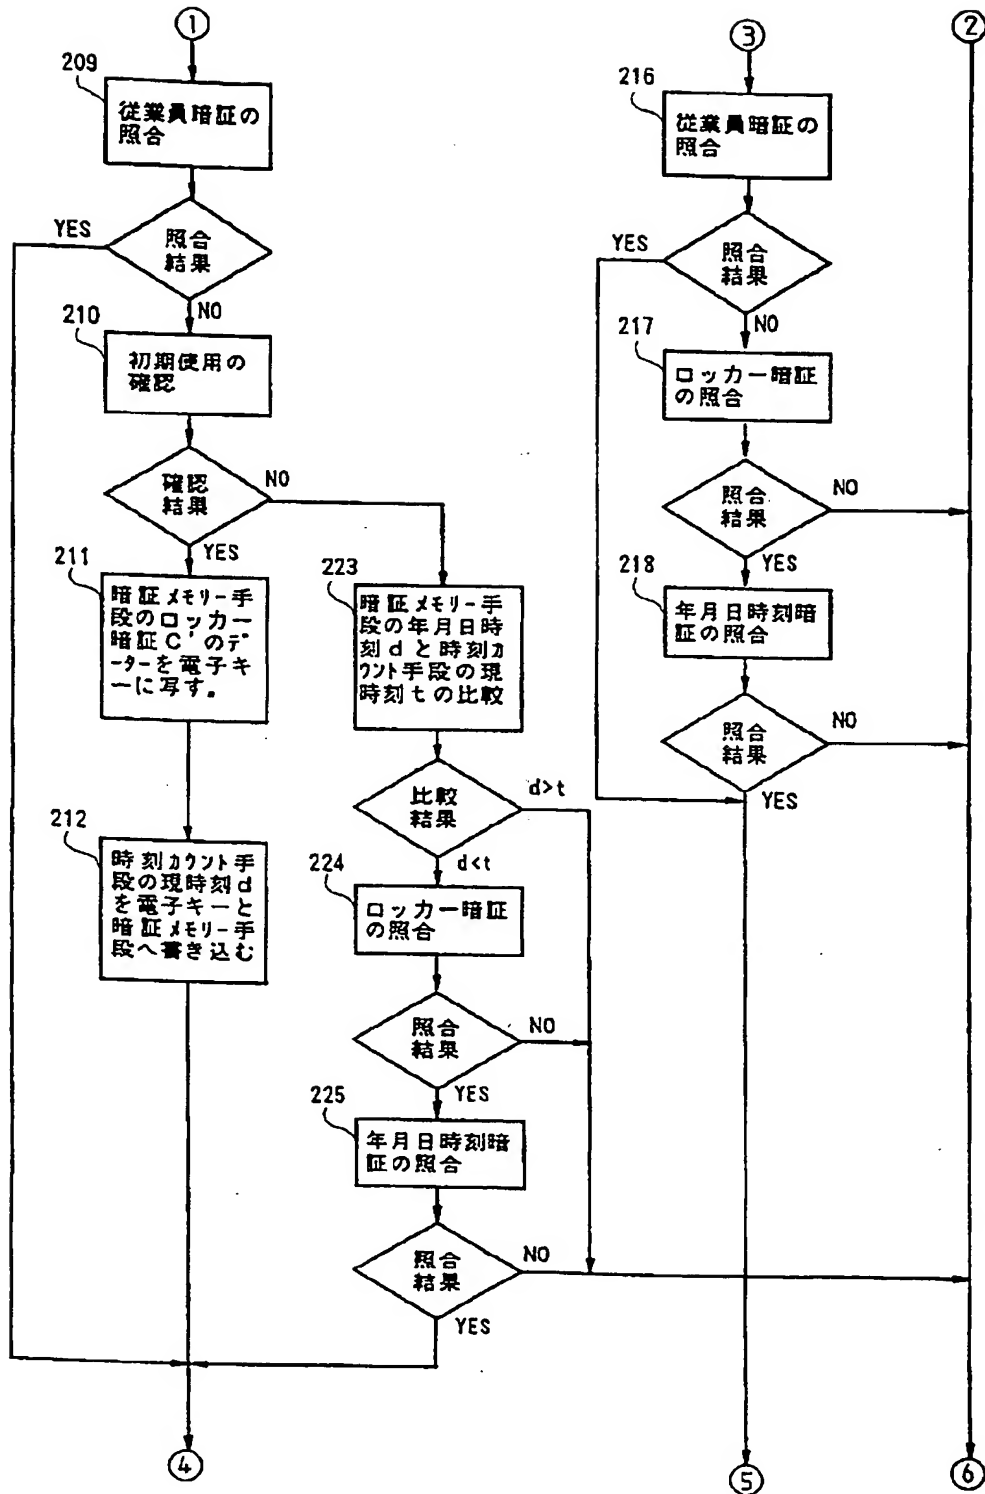 ①
209
従業員暗証の
照合
YES
照合
結果
NO
210
初期使用の
確認
確認
結果
NO
YES
211
暗証メモリー手
段のロッカー
暗証C'のデ
ーターを電子キ
ーに写す。
212
時刻カウント手
段の現時刻d
を電子キーと
暗証メモリー手
段へ書き込む
④
223
暗証メモリー手
段の年月日時
刻dと時刻カ
ウント手段の現
時刻tの比較
比較
結果
d>t
d<t
224
ロッカー暗証
の照合
照合
結果
NO
YES
225
年月日時刻暗
証の照合
照合
結果
NO
YES
③
216
従業員暗証の
照合
YES
照合
結果
NO
217
ロッカー暗証
の照合
照合
結果
NO
YES
218
年月日時刻暗
証の照合
照合
結果
NO
YES
⑤
②
⑥